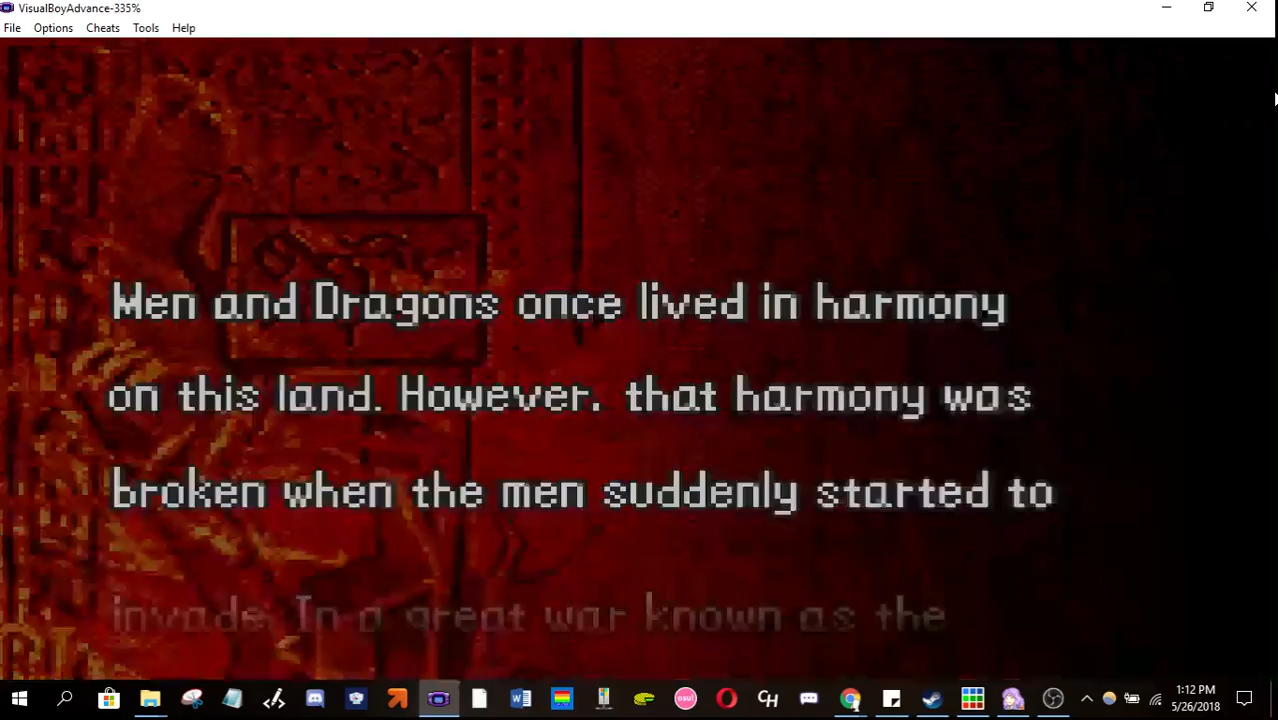 VisualBoyAdvance-335%
File Options Cheats Tools Help
Men and Dragons once lived in harmony
on this land. However. that harmony was
broken when the men suddenly started to
invade. In a great war known as the
osu!
CH
1:12 PM
5/26/2018